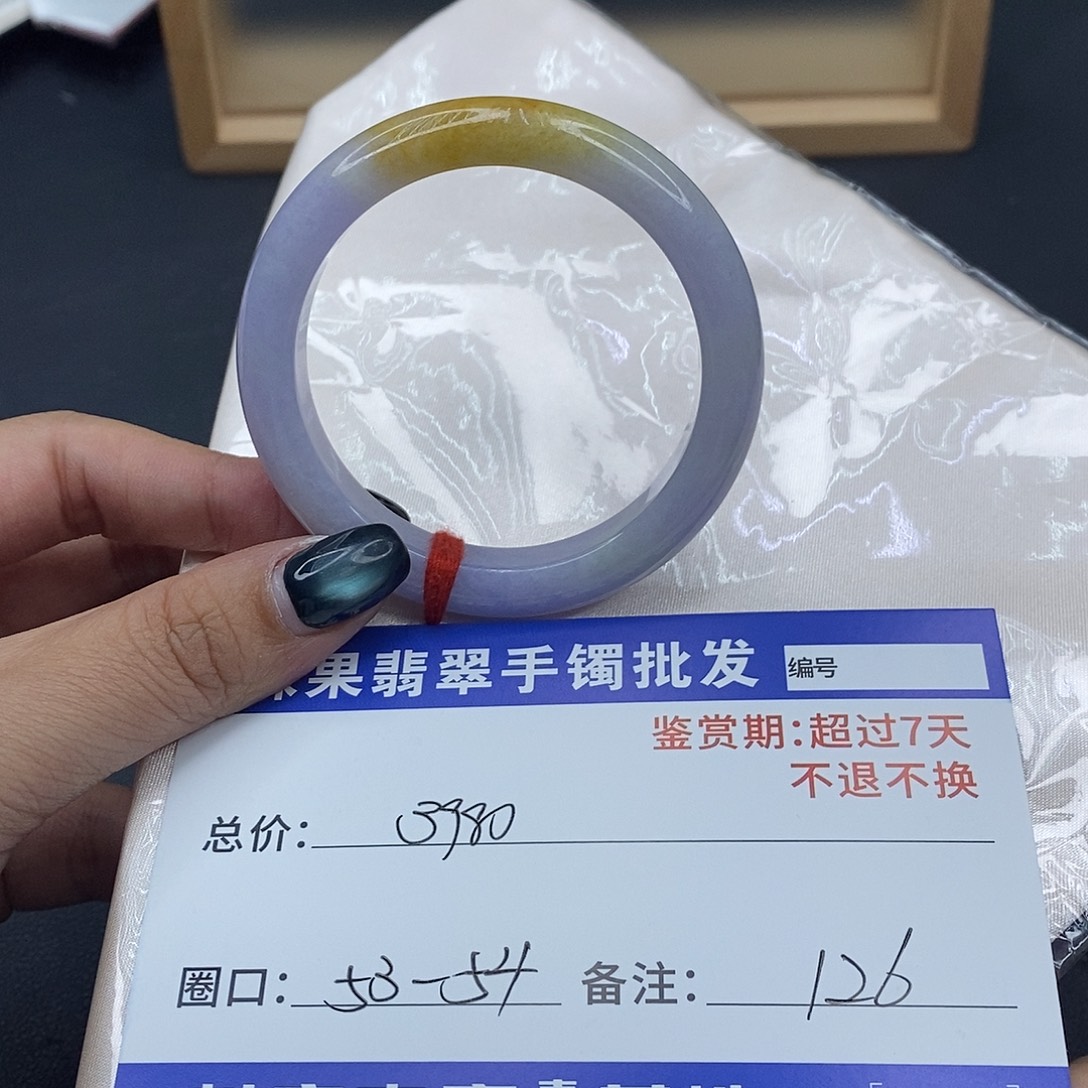 果翡翠手镯批发 编号
鉴赏期:超过7天
不退不换
总价: 3980
圈口: 53-54 备注: 126